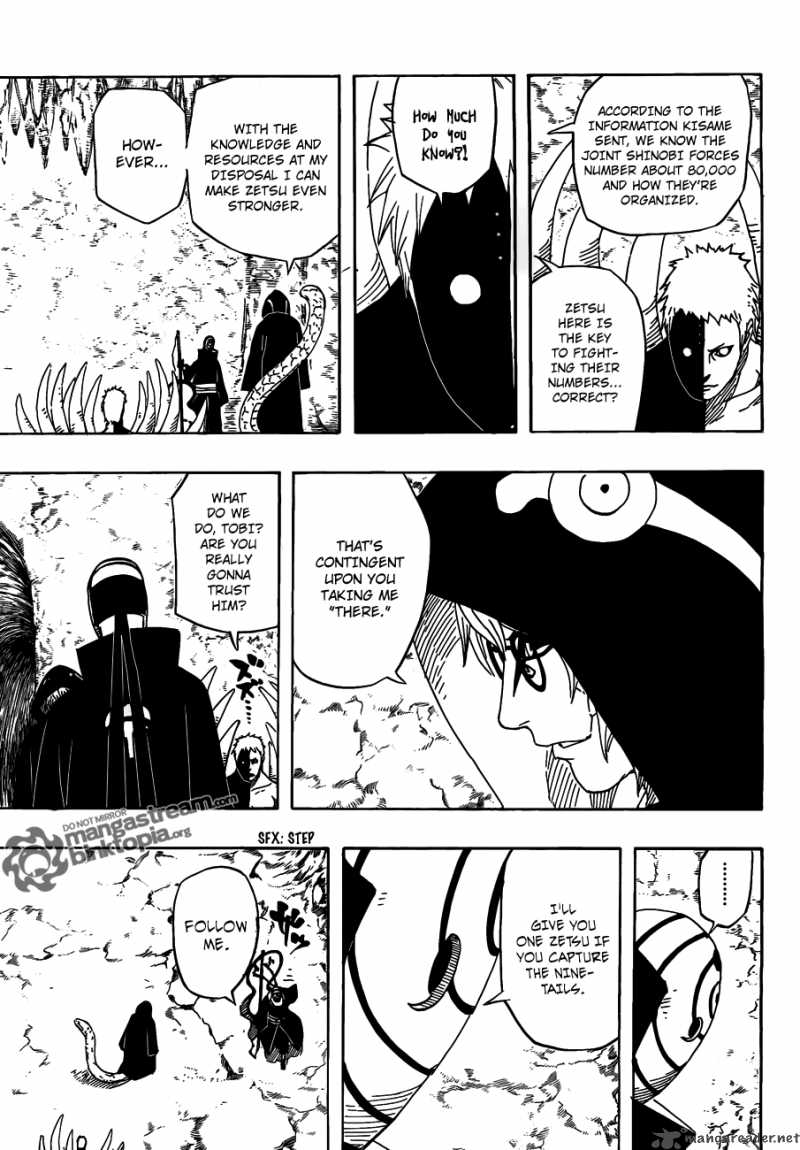 ACCORDING TO THE
INFORMATION KISAME
SENT, WE KNOW THE
JOINT SHINOBI FORCES
NUMBER ABOUT 80,000
AND HOW THEY'RE
ORGANIZED.
ZETSU
HERE IS
THE KEY
TO FIGHT-
ING THEIR
NUMBERS...
CORRECT?
HOW MUCH
DO YOU
KNOW?!
WITH THE
KNOWLEDGE AND
RESOURCES AT MY
DISPOSAL I CAN
MAKE ZETSU EVEN
STRONGER.
HOW-
EVER...
THAT'S
CONTINGENT
UPON YOU
TAKING ME
"THERE."
WHAT
DO WE
DO, TOBI?
ARE YOU
REALLY
GONNA
TRUST
HIM?
ズズ……
DO NOT MIRROR
mangastream.com
binktopia.org
SFX: STEP
………
I'LL
GIVE YOU
ONE ZETSU IF
YOU CAPTURE
THE NINE-
TAILS.
FOLLOW
ME.
ザッ
mangareader.net